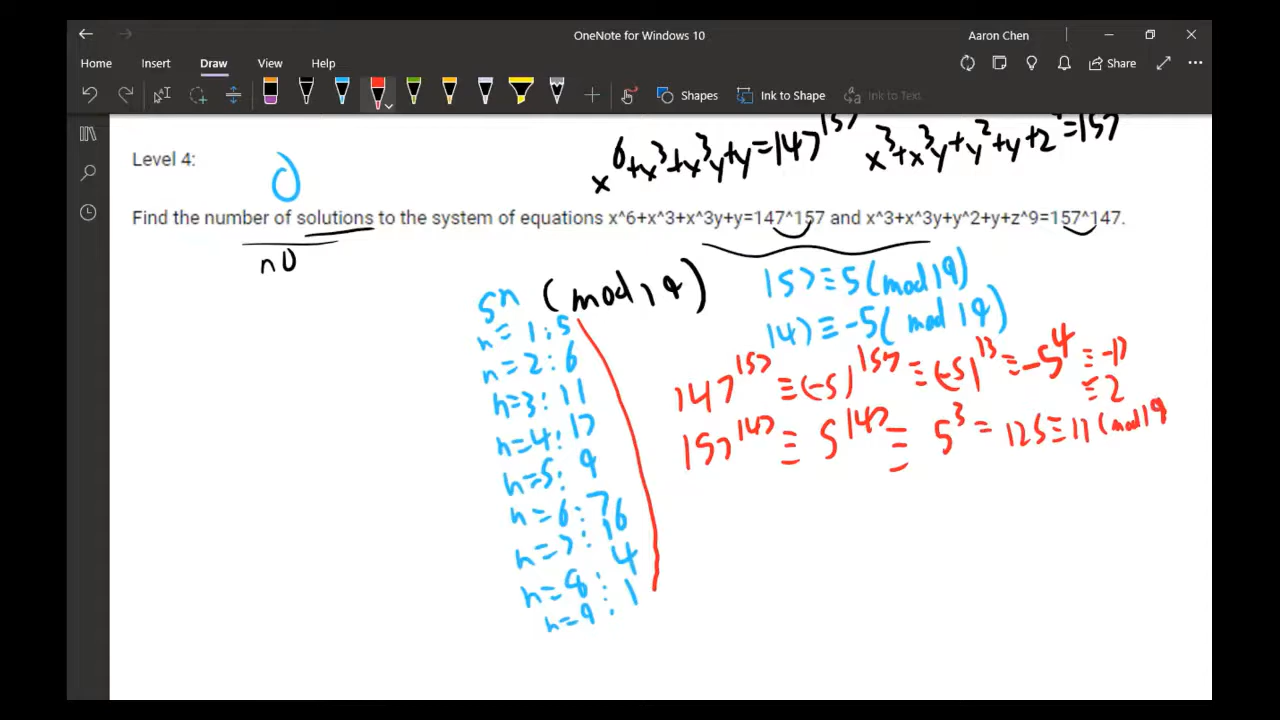 OneNote for Windows 10
Aaron Chen
Home Insert Draw View Help
Share
Shapes Ink to Shape Ink to Text
x^6+x^3+x^3y+y=147^157 x^3+x^3y+y^2+y+2^=157
Level 4:
0
Find the number of solutions to the system of equations x^6+x^3+x^3y+y=147^157 and x^3+x^3y+y^2+y+z^9=157^147.
n0
5^n (mod 19)
n=1:5
n=2:6
n=3:11
n=4:17
n=5:9
n=6:7
n=7:16
n=8:4
n=9:1
157≡5(mod 19)
147≡-5(mod 19)
147^157≡(-5)^157≡(-5)^13≡-5^4≡-17
≡2
157^147≡5^147≡5^3=125≡11(mod 19